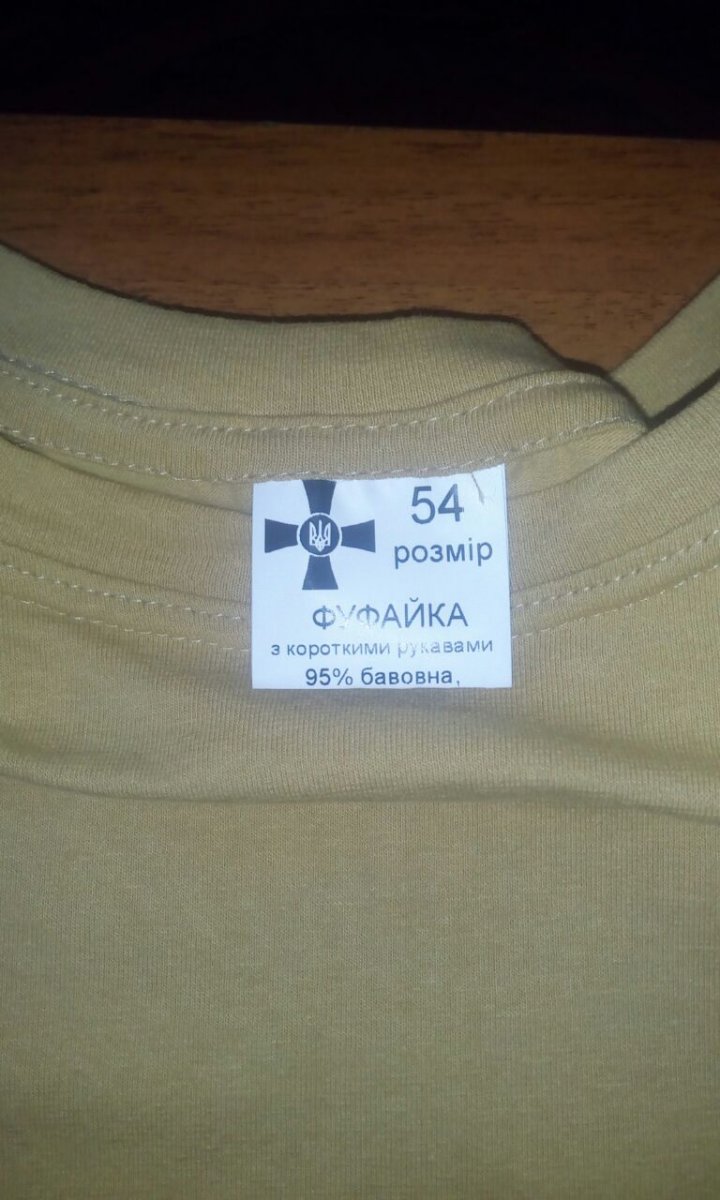 54
розмір
ФУФАЙКА
з короткими рукавами
95% бавовна,